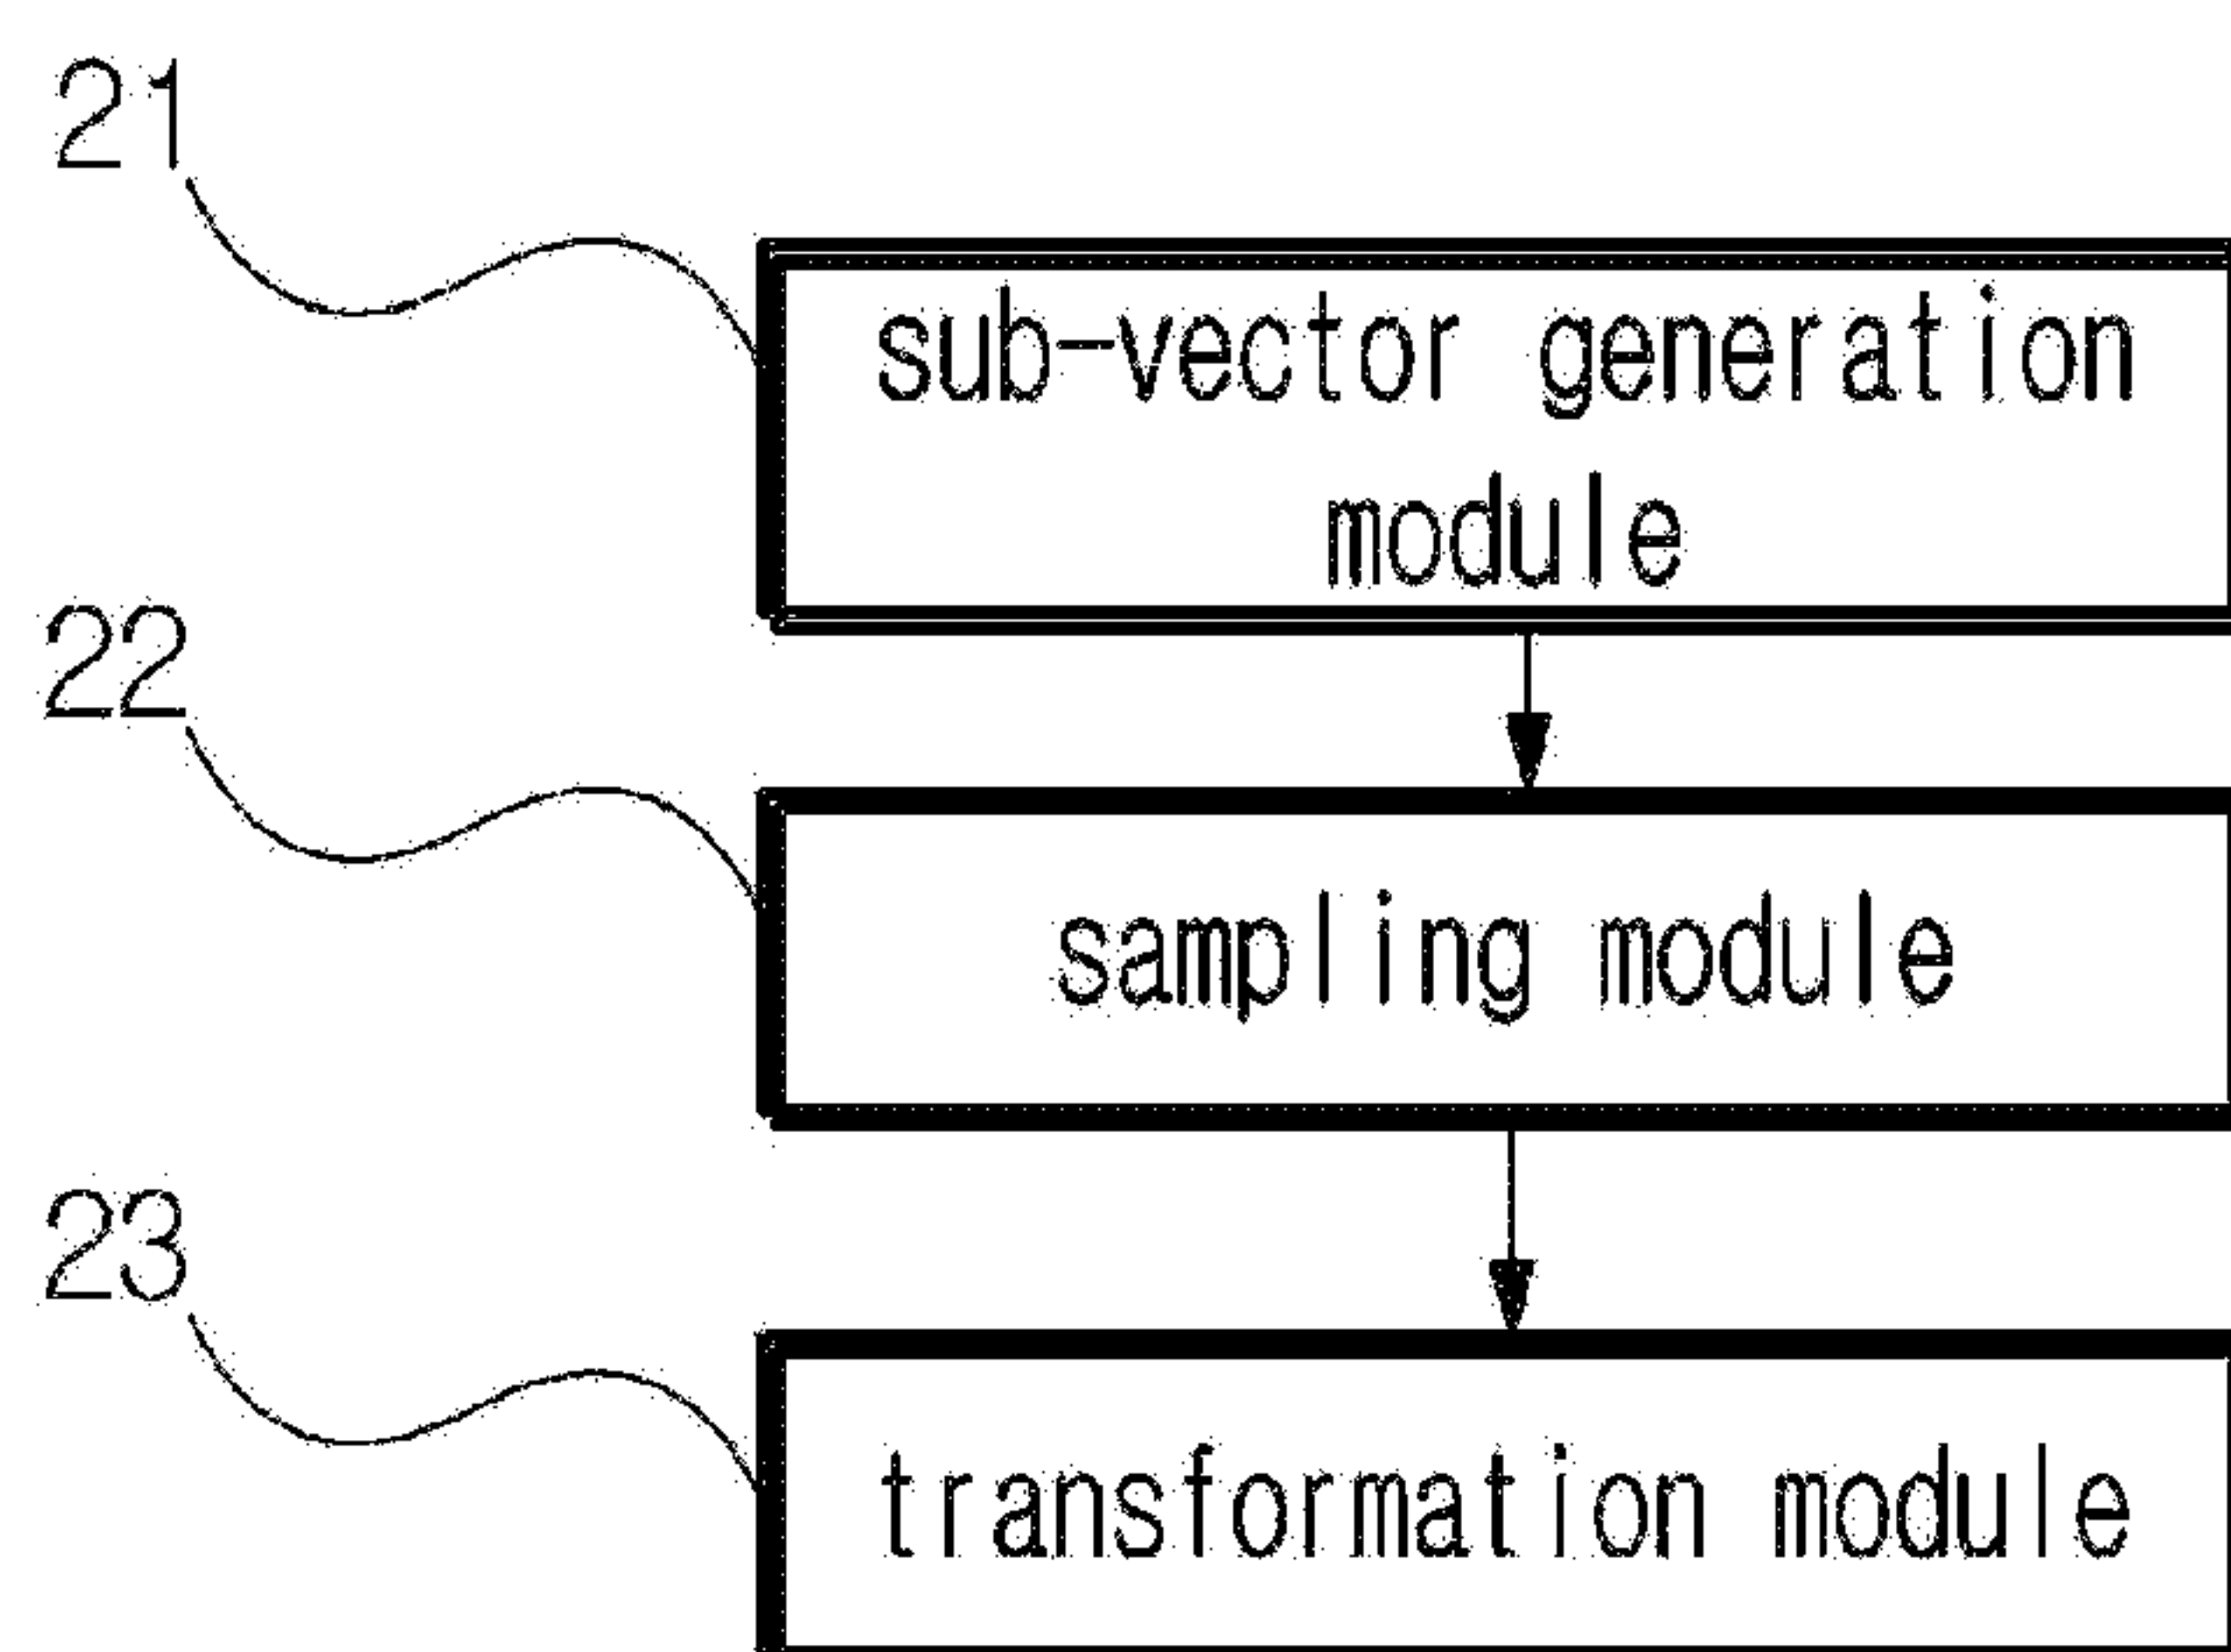 21
sub-vector generation
module
22
sampling module
23
transformation module